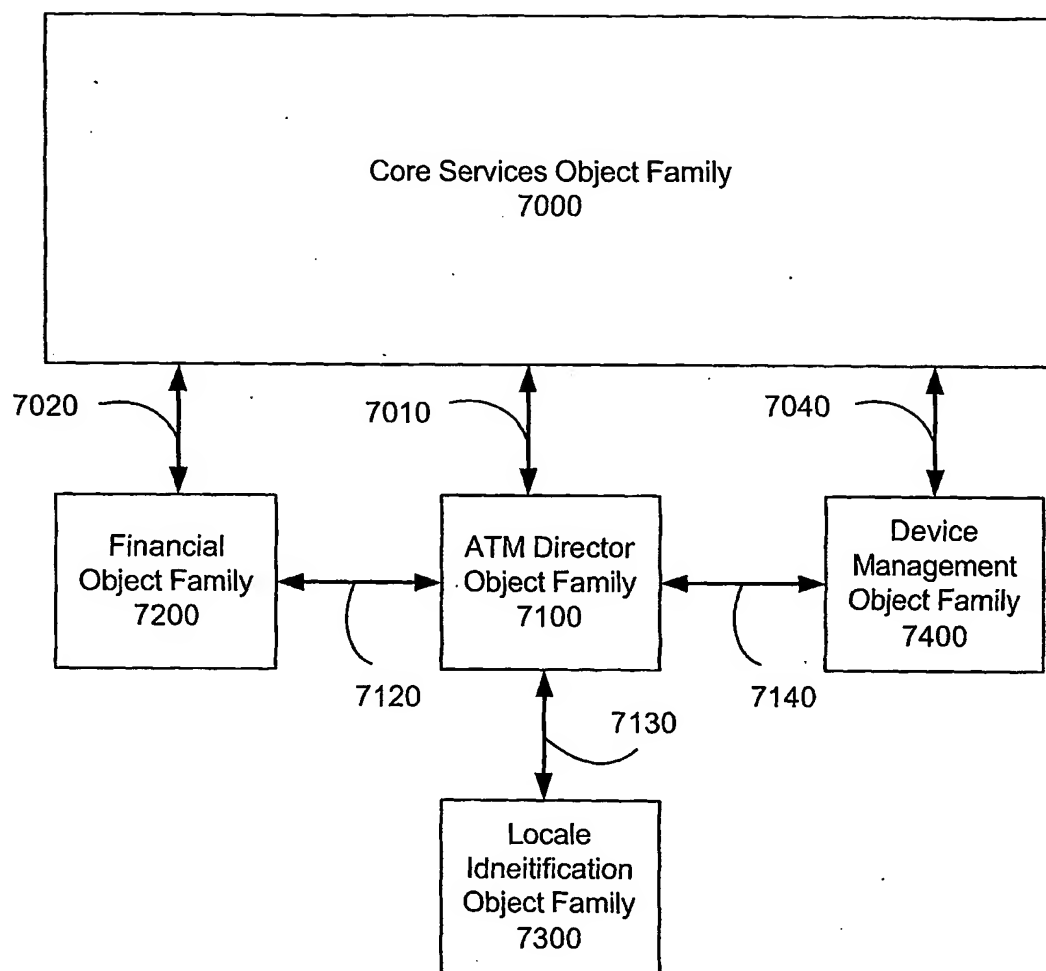 Core Services Object Family
7000
7020
7010
7040
Financial
Object Family
7200
ATM Director
Object Family
7100
Device
Management
Object Family
7400
7120
7140
7130
Locale
Idneitification
Object Family
7300